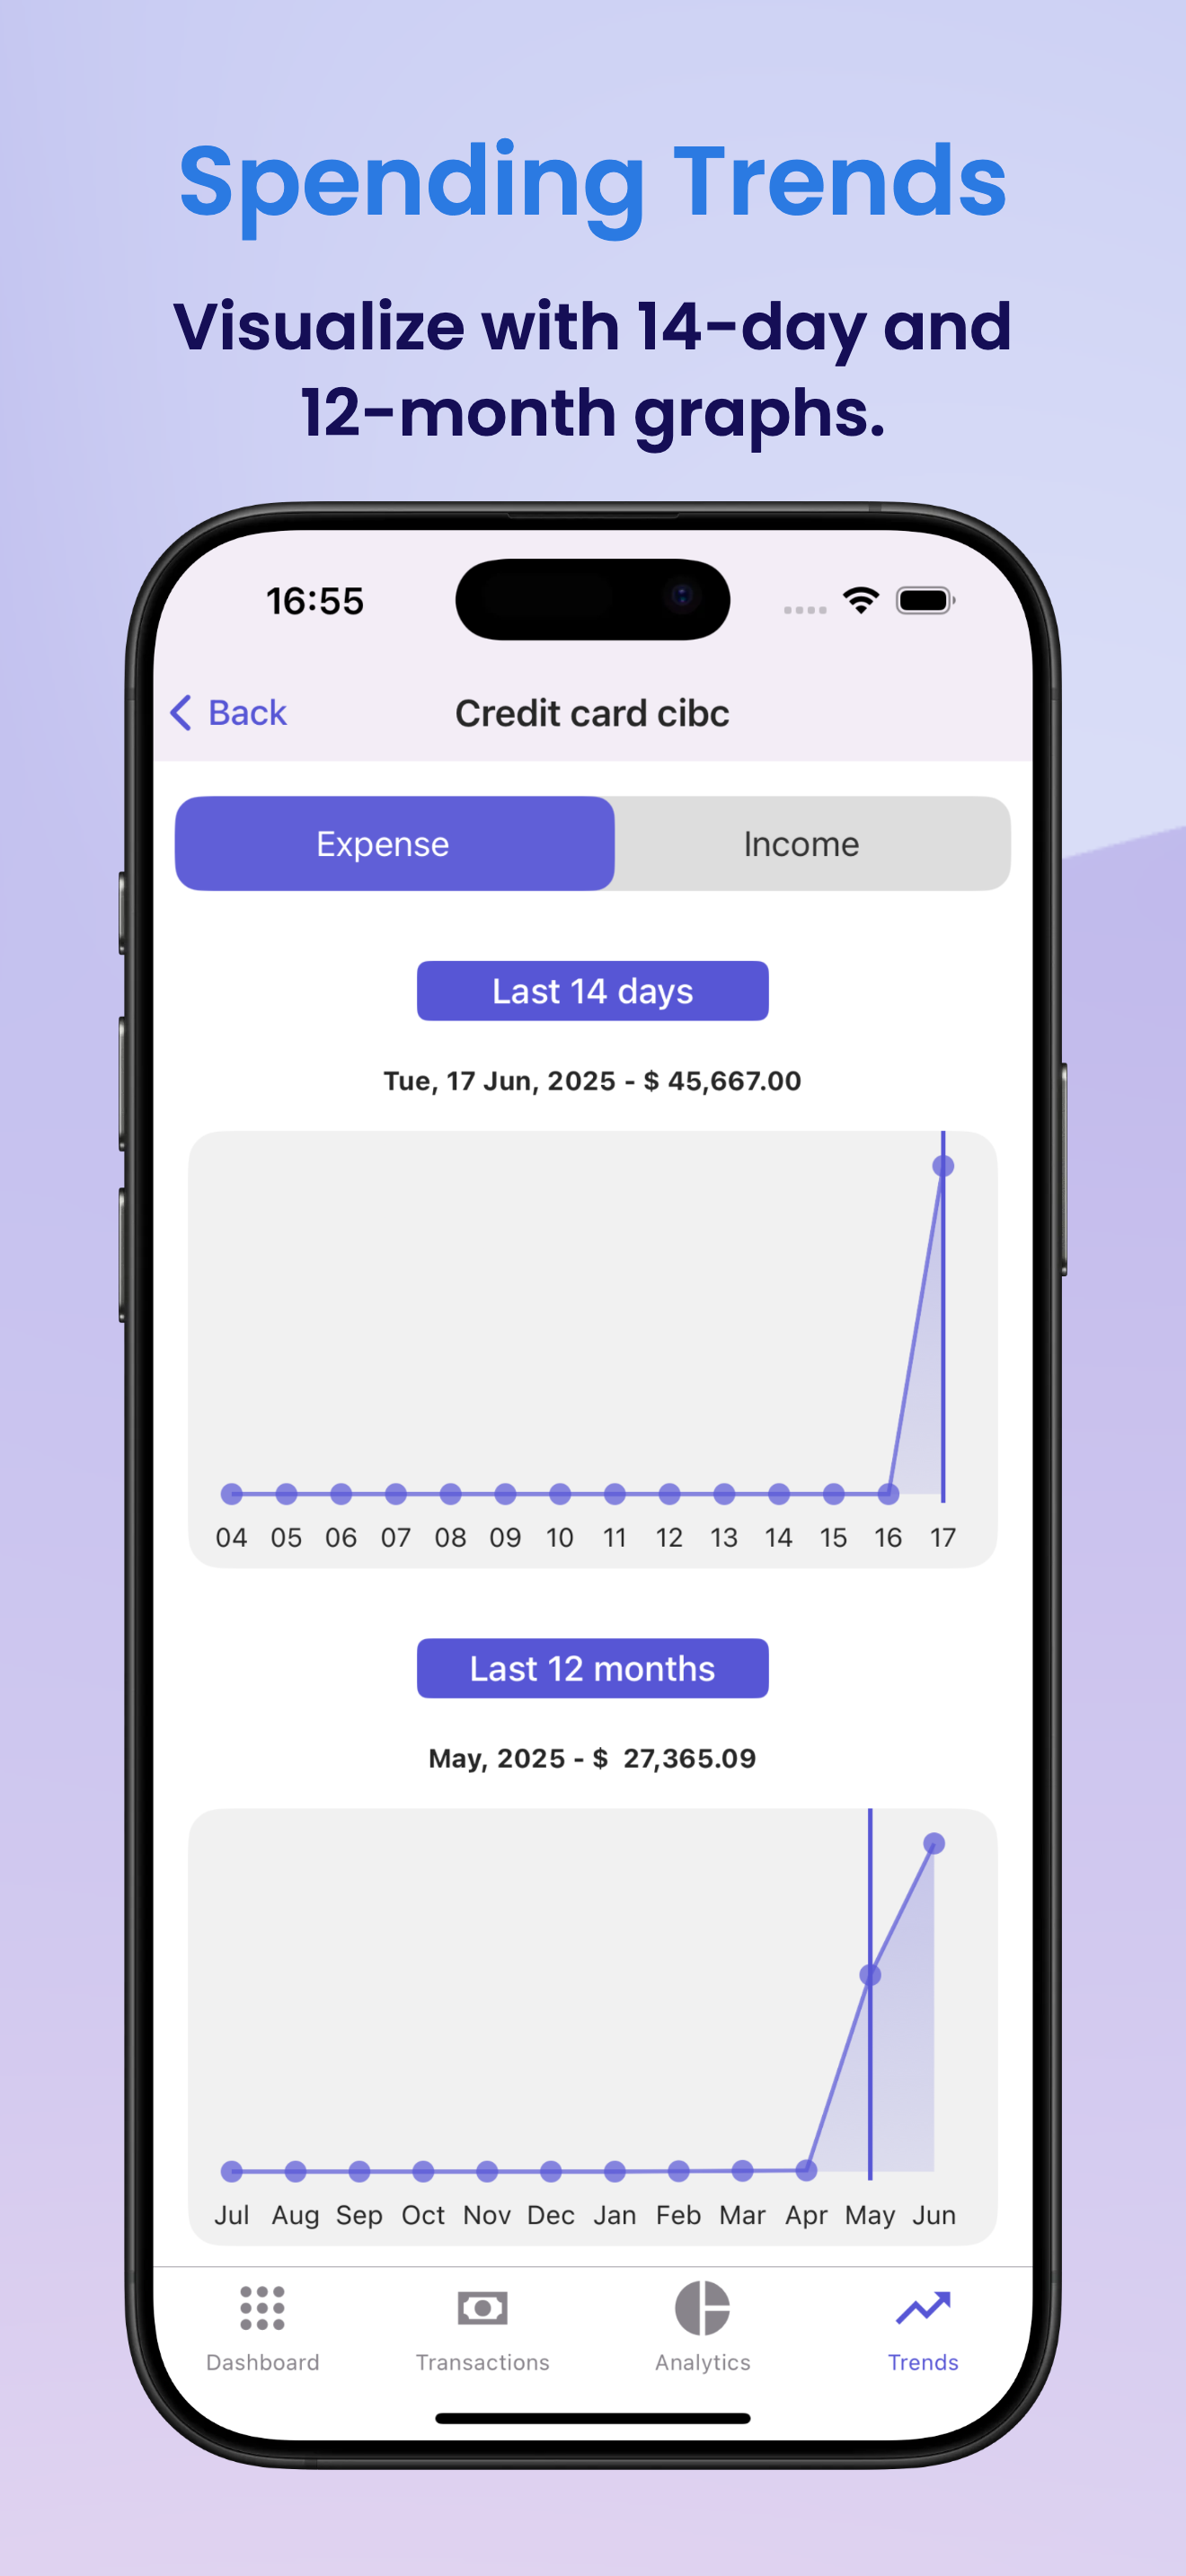 Spending Trends
Visualize with 14-day and
12-month graphs.
16:55
Back
Credit card cibc
Expense
Income
Last 14 days
Tue, 17 Jun, 2025 - $ 45,667.00
04 05 06 07 08 09 10 11 12 13 14 15 16 17
Last 12 months
May, 2025 - $ 27,365.09
Jul Aug Sep Oct Nov Dec Jan Feb Mar Apr May Jun
Dashboard
Transactions
Analytics
Trends